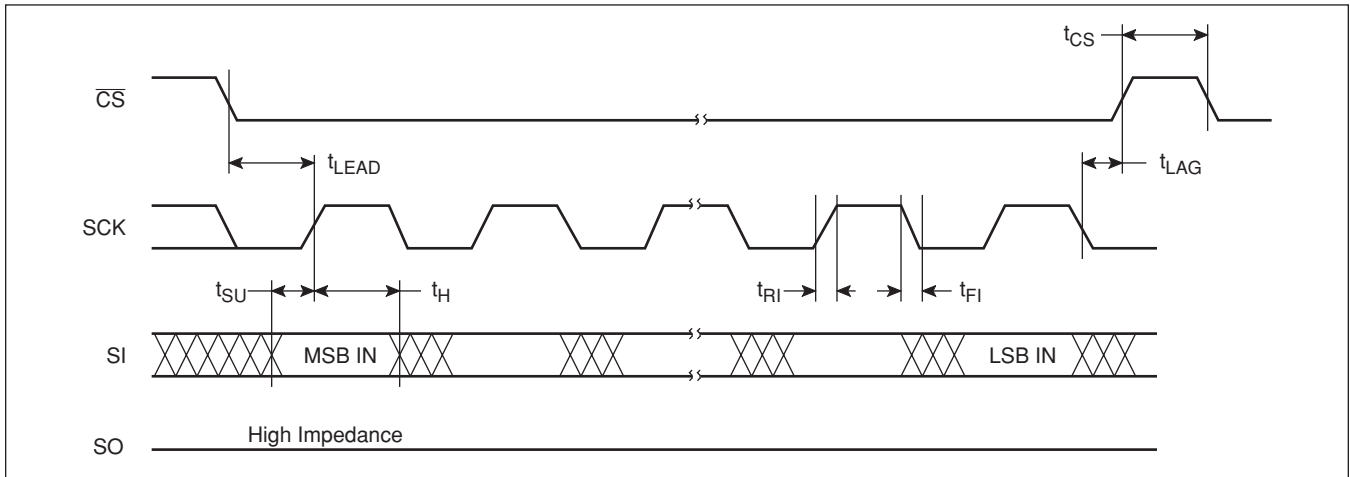 tCS
CS
tLEAD
tLAG
SCK
tSU
tH
tRI
tFI
SI
MSB IN
LSB IN
SO
High Impedance